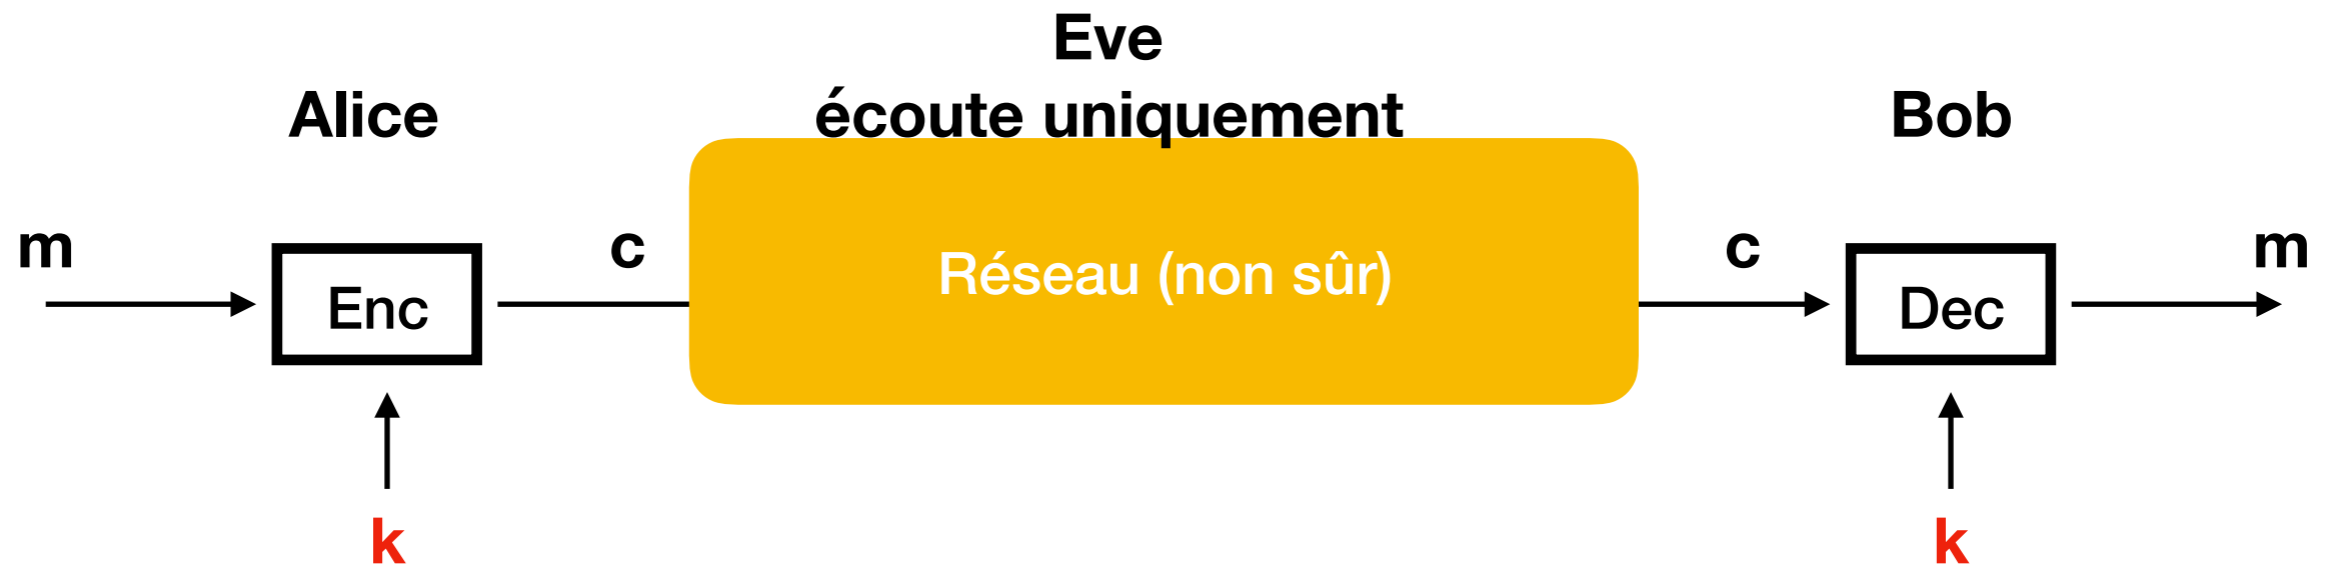 Eve
écoute uniquement
Alice
Bob
m
c
c
m
Enc
Réseau (non sûr)
Dec
k
k